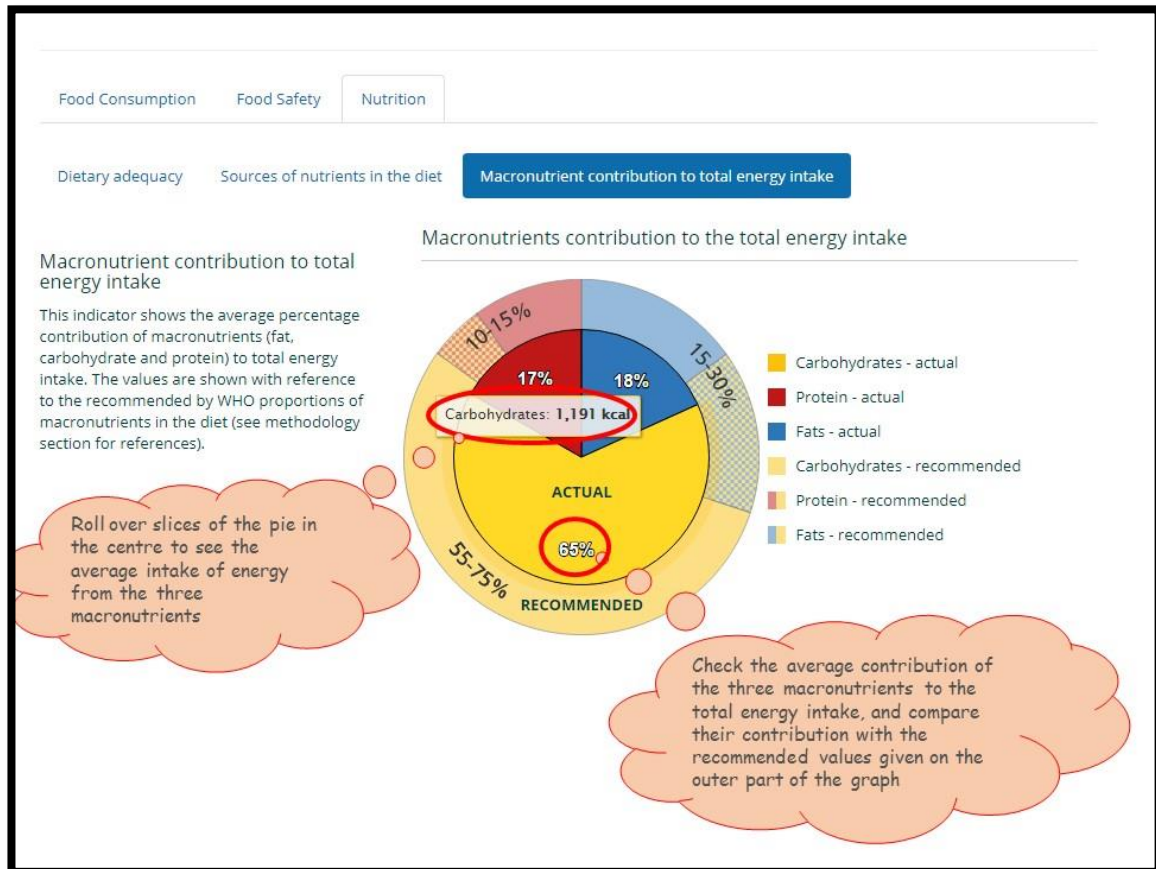 Food Consumption
Food Safety
Nutrition
Dietary adequacy
Sources of nutrients in the diet
Macronutrient contribution to total energy intake
Macronutrient contribution to total
energy intake
This indicator shows the average percentage
contribution of macronutrients (fat,
carbohydrate and protein) to total energy
intake. The values are shown with reference
to the recommended by WHO proportions of
macronutrients in the diet (see methodology
section for references).
Macronutrients contribution to the total energy intake
10-15%
15-30%
17%
18%
Carbohydrates: 1,191 kcal
ACTUAL
65%
55-75%
RECOMMENDED
Carbohydrates - actual
Protein - actual
Fats - actual
Carbohydrates - recommended
Protein - recommended
Fats - recommended
Roll over slices of the pie in
the centre to see the
average intake of energy
from the three
macronutrients
Check the average contribution of
the three macronutrients to the
total energy intake, and compare
their contribution with the
recommended values given on the
outer part of the graph